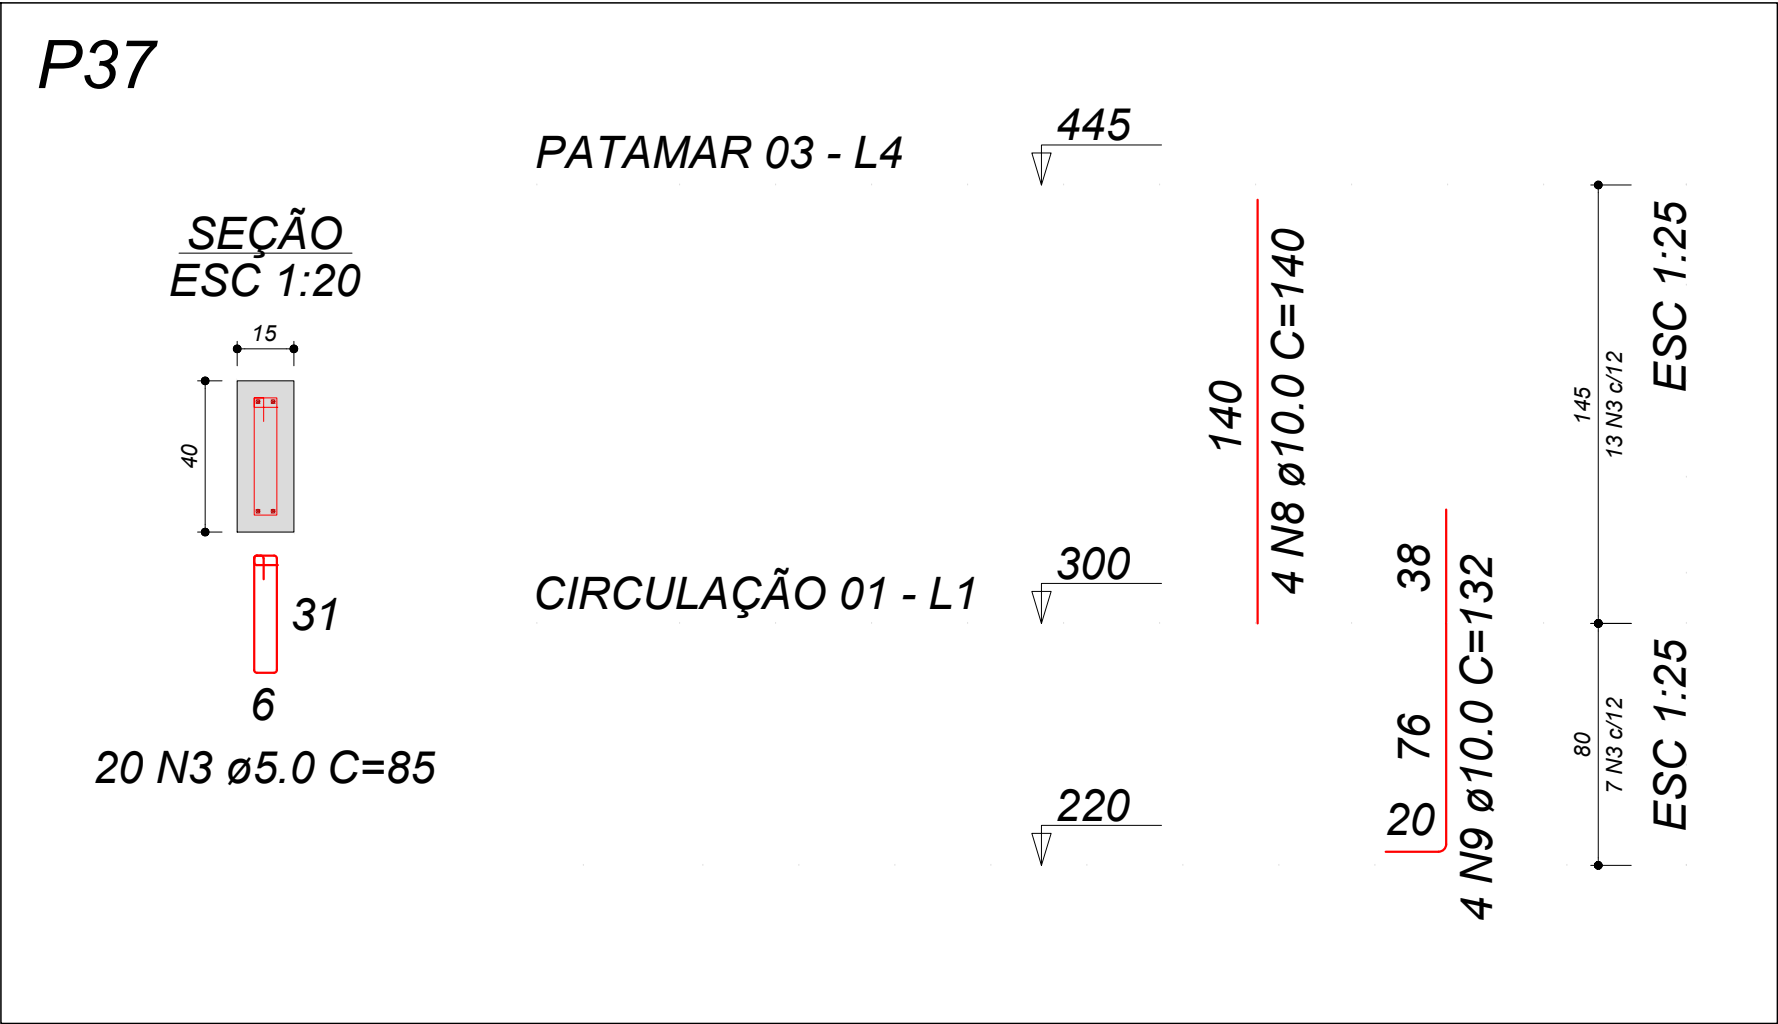 P37
PATAMAR 03 - L4
445
SEÇÃO
ESC 1:20
15
40
31
6
20 N3 ø5.0 C=85
CIRCULAÇÃO 01 - L1
300
220
140
4 N8 ø10.0 C=140
38
76
20
4 N9 ø10.0 C=132
145
13 N3 c/12
ESC 1:25
80
7 N3 c/12
ESC 1:25